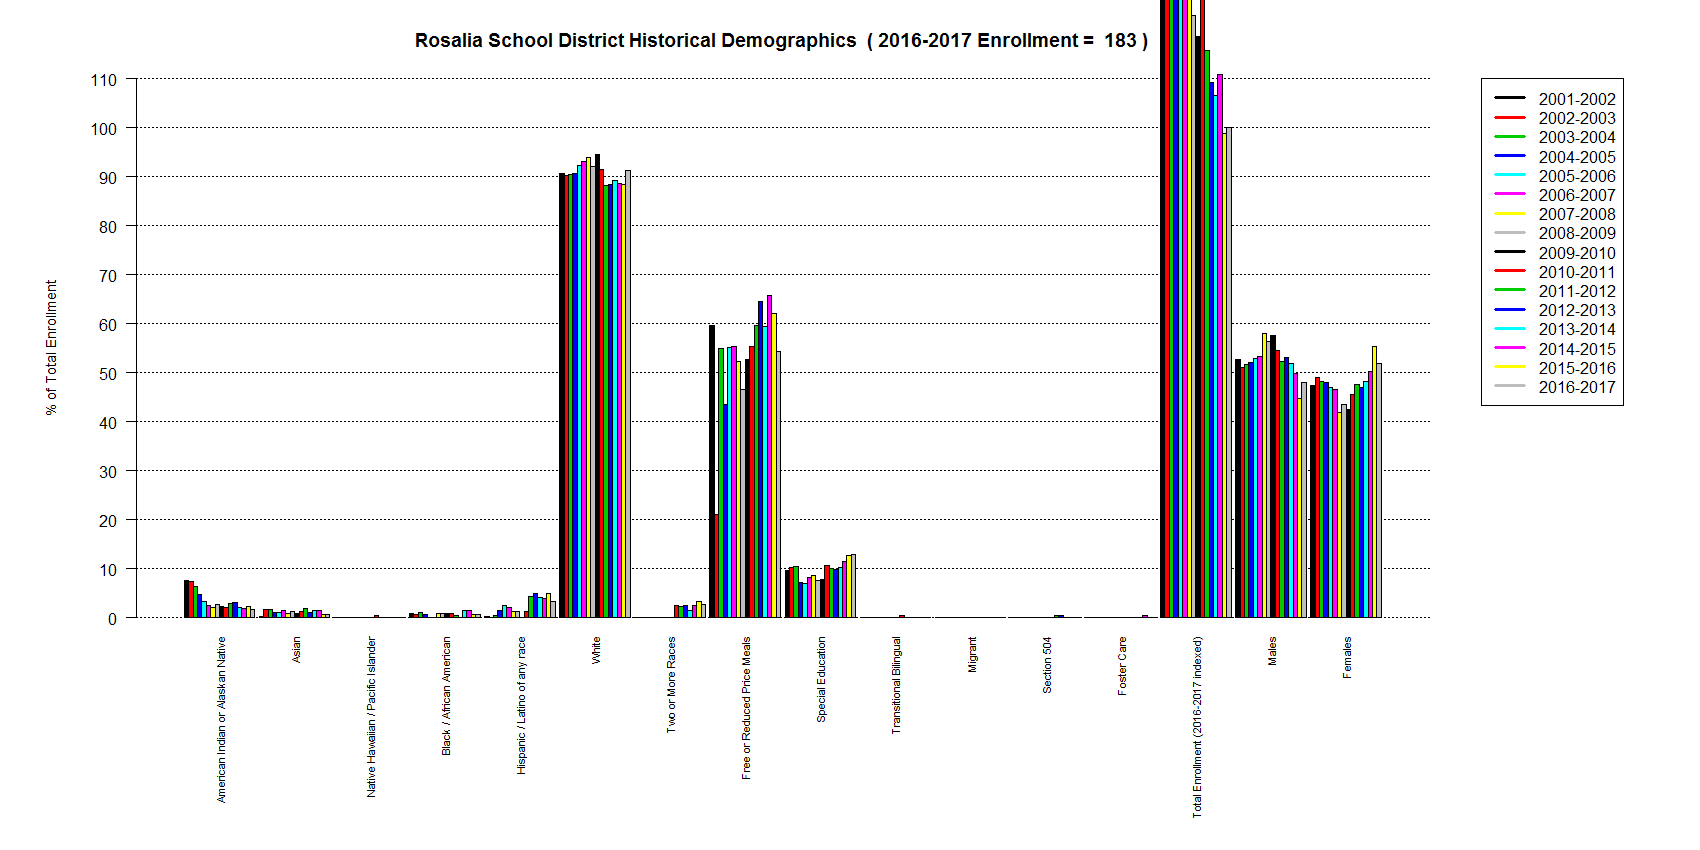 Rosalia School District Historical Demographics ( 2016-2017 Enrollment = 183 )
% of Total Enrollment
110
100
90
80
70
60
50
40
30
20
10
0
American Indian or Alaskan Native
Asian
Native Hawaiian / Pacific Islander
Black / African American
Hispanic / Latino of any race
White
Two or More Races
Free or Reduced Price Meals
Special Education
Transitional Bilingual
Migrant
Section 504
Foster Care
Total Enrollment (2016-2017 indexed)
Males
Females
2001-2002
2002-2003
2003-2004
2004-2005
2005-2006
2006-2007
2007-2008
2008-2009
2009-2010
2010-2011
2011-2012
2012-2013
2013-2014
2014-2015
2015-2016
2016-2017